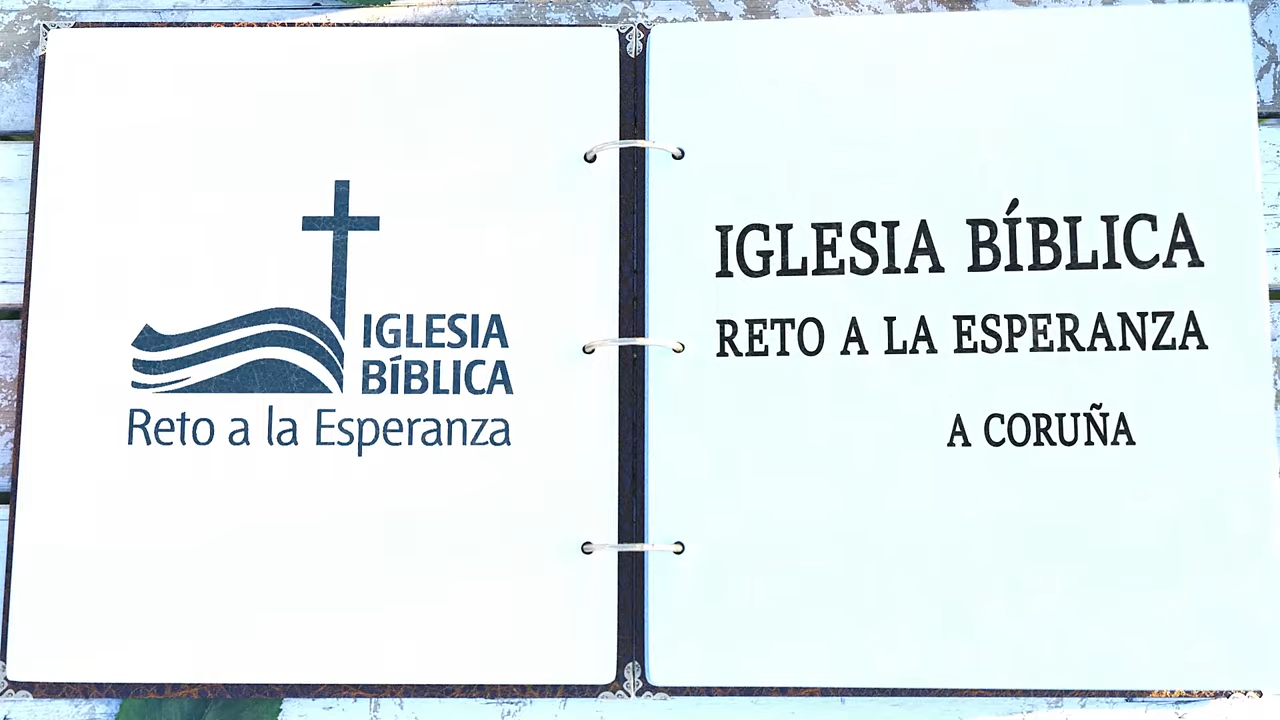 IGLESIA
BÍBLICA
Reto a la Esperanza
IGLESIA BÍBLICA
RETO A LA ESPERANZA
A CORUÑA